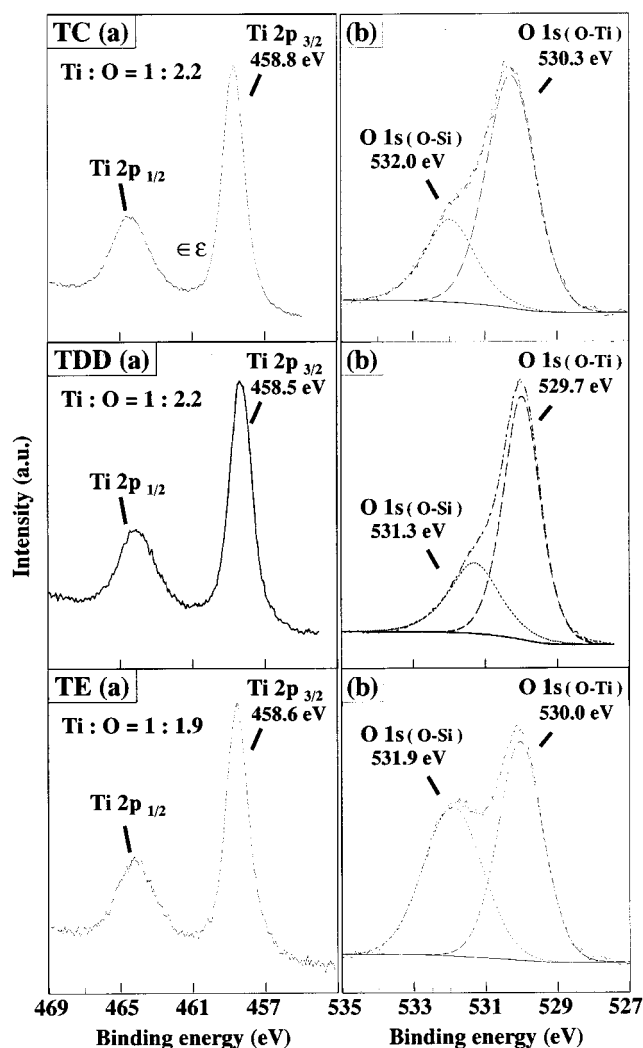 TC (a)
Ti 2p 3/2
458.8 eV
Ti : O = 1 : 2.2
Ti 2p 1/2
∈ ε
(b)
O 1s ( O-Ti )
530.3 eV
O 1s ( O-Si )
532.0 eV
TDD (a)
Ti 2p 3/2
458.5 eV
Ti : O = 1 : 2.2
Ti 2p 1/2
(b)
O 1s ( O-Ti )
529.7 eV
O 1s ( O-Si )
531.3 eV
Intensity (a.u.)
TE (a)
Ti 2p 3/2
458.6 eV
Ti : O = 1 : 1.9
Ti 2p 1/2
(b)
O 1s ( O-Ti )
530.0 eV
O 1s ( O-Si )
531.9 eV
469 465 461 457
535 533 531 529 527
Binding energy (eV)
Binding energy (eV)